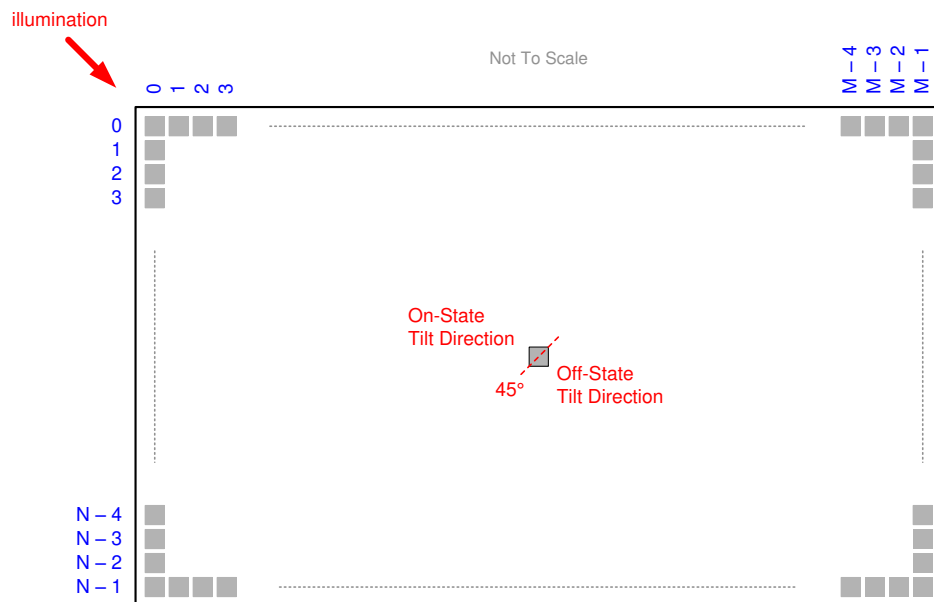 illumination
Not To Scale
0
1
2
3
M – 4
M – 3
M – 2
M – 1
0
1
2
3
On-State
Tilt Direction
45°
Off-State
Tilt Direction
N – 4
N – 3
N – 2
N – 1